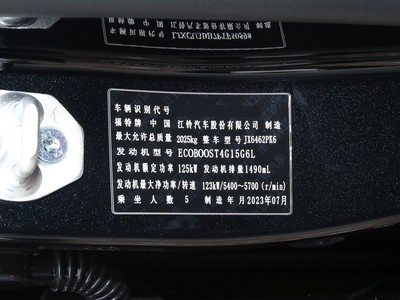 车辆识别代号
福特牌 中国 江铃汽车股份有限公司 制造
最大允许总质量 2025kg 整车型号 JX6462PK6
发动机型号 ECOBOOST4G15G6L
发动机额定功率 125kW 发动机排量 1490mL
发动机最大净功率/转速 123kW/5400~5700 (r/min)
乘坐人数 5 制造年月 2023年07月